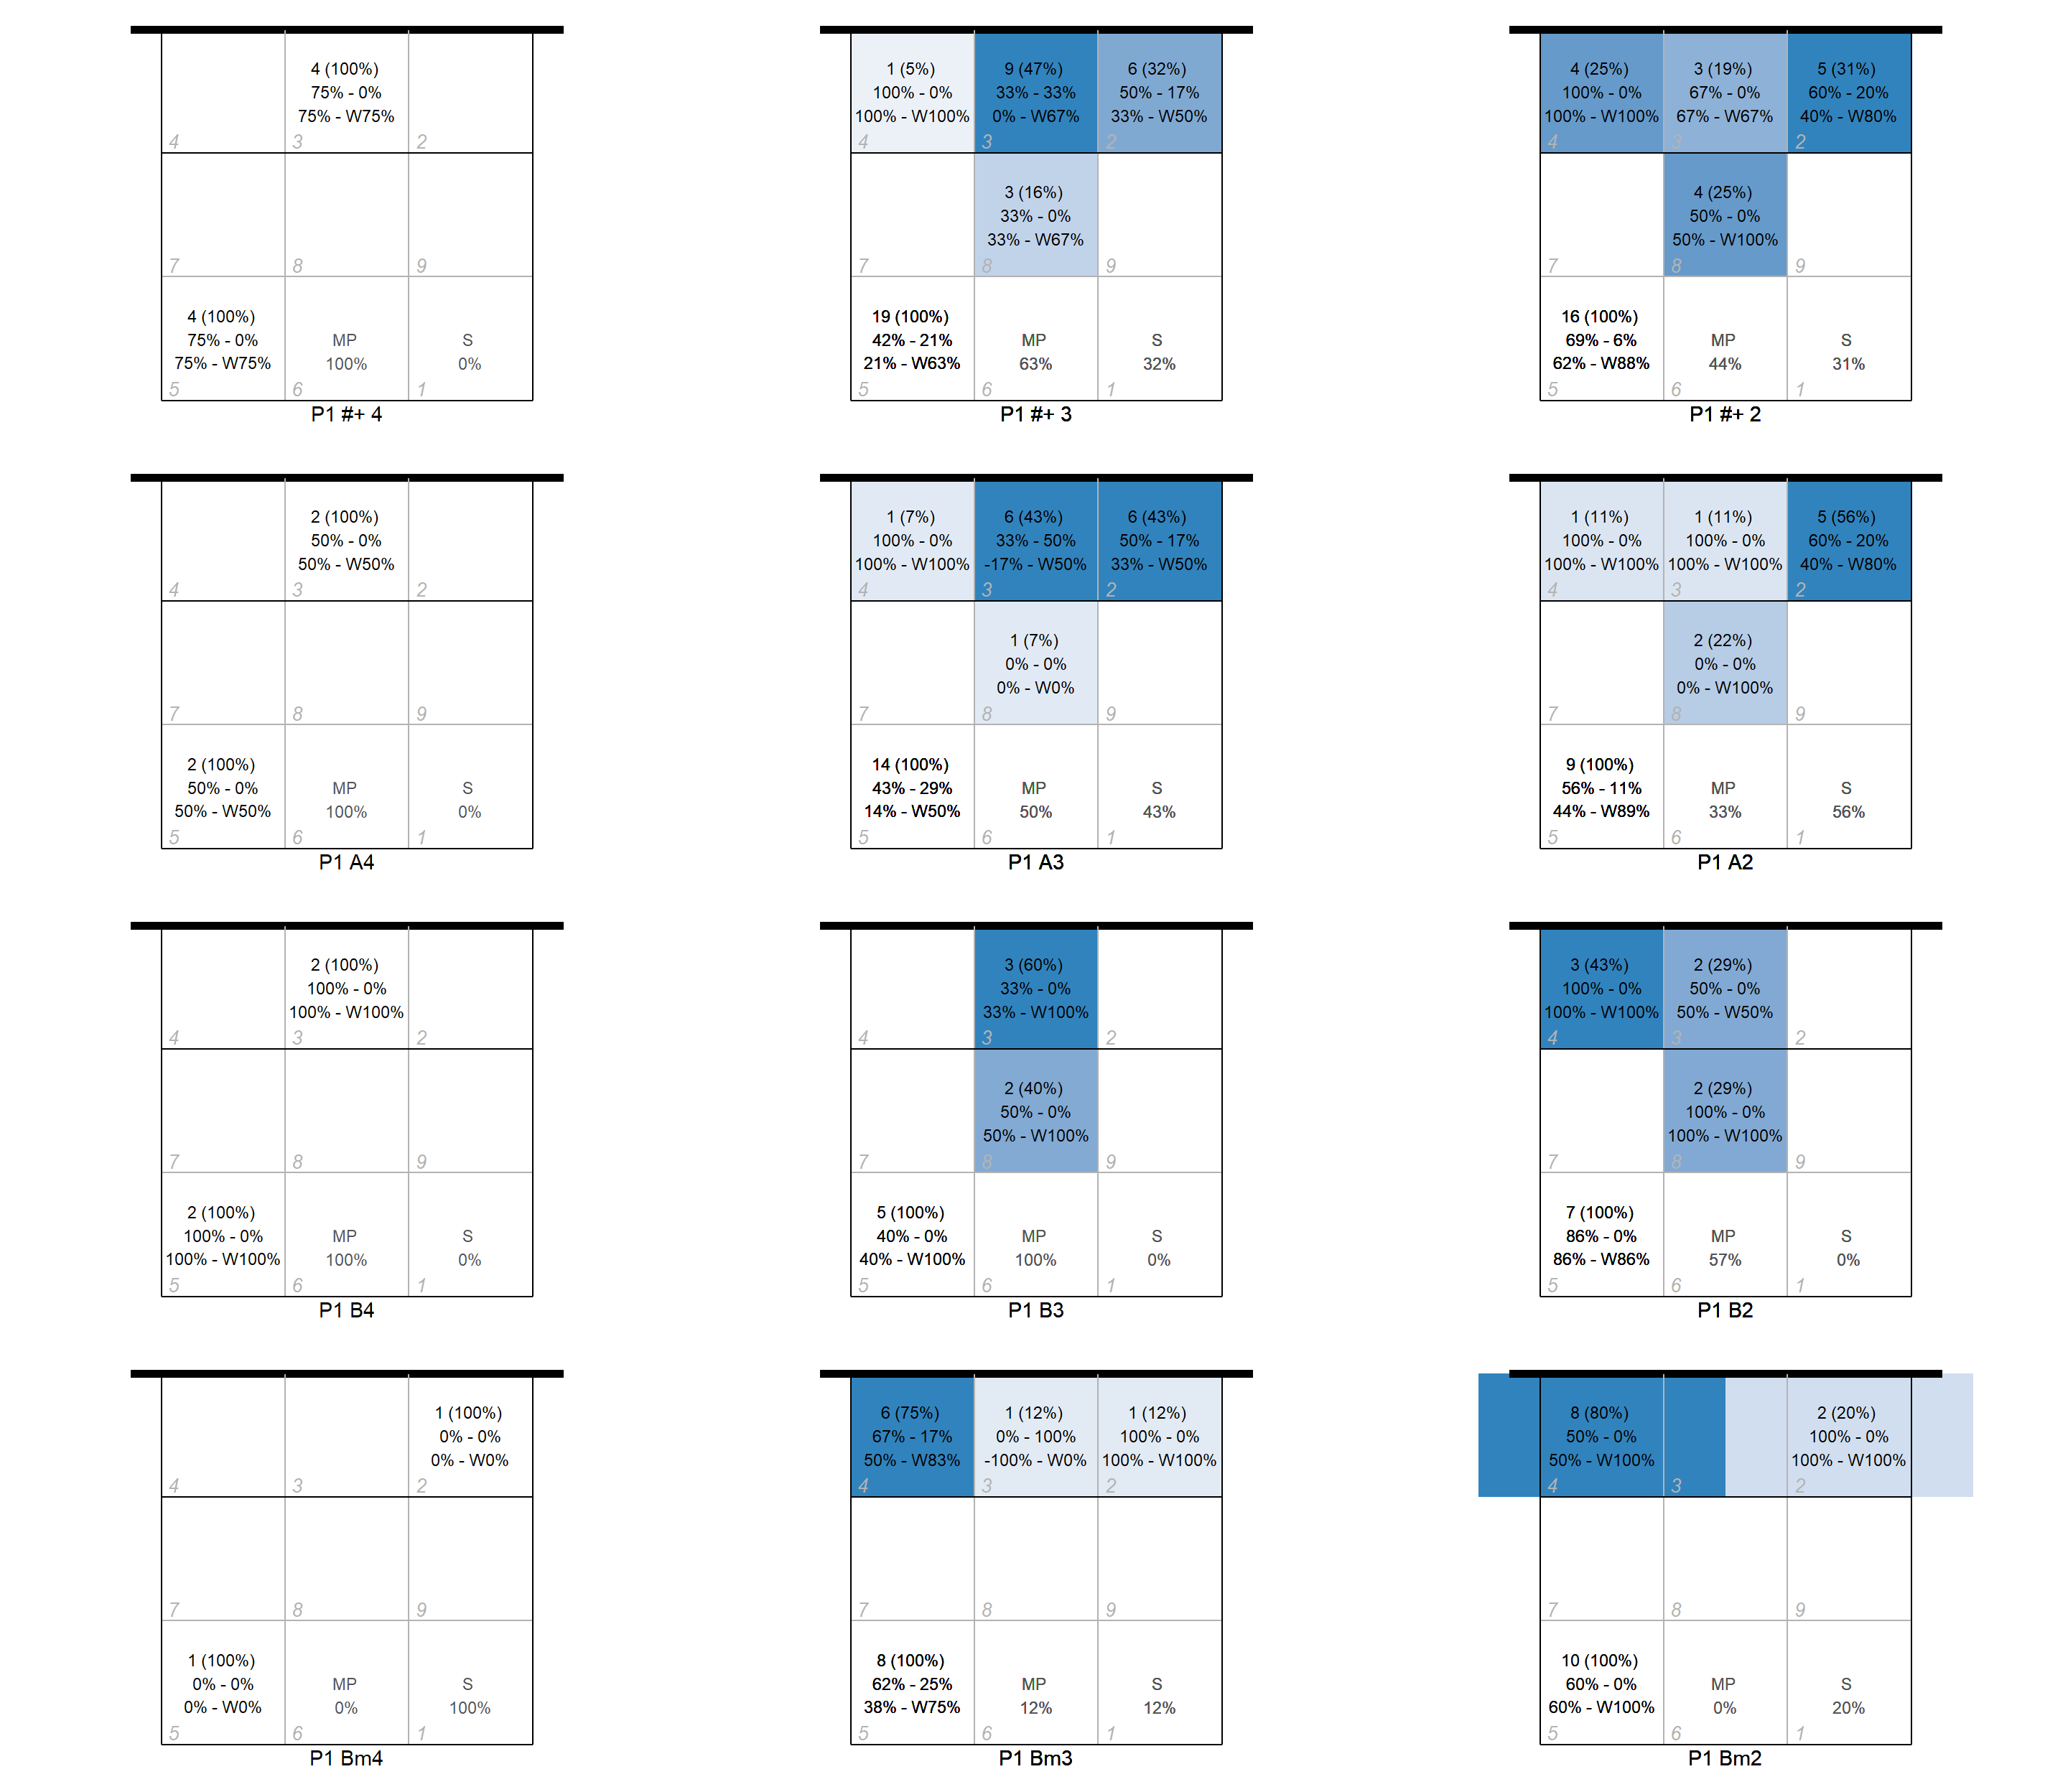 4 (100%)
75% - 0%
75% - W75%
4
3
2
7
8
9
4 (100%)
75% - 0%
75% - W75%
MP
100%
S
0%
5
6
1
P1 #+ 4
1 (5%)
100% - 0%
100% - W100%
9 (47%)
33% - 33%
0% - W67%
6 (32%)
50% - 17%
33% - W50%
4
3
2
3 (16%)
33% - 0%
33% - W67%
7
8
9
19 (100%)
42% - 21%
21% - W63%
MP
63%
S
32%
5
6
1
P1 #+ 3
4 (25%)
100% - 0%
100% - W100%
3 (19%)
67% - 0%
67% - W67%
5 (31%)
60% - 20%
40% - W80%
4
3
2
4 (25%)
50% - 0%
50% - W100%
7
8
9
16 (100%)
69% - 6%
62% - W88%
MP
44%
S
31%
5
6
1
P1 #+ 2
2 (100%)
50% - 0%
50% - W50%
4
3
2
7
8
9
2 (100%)
50% - 0%
50% - W50%
MP
100%
S
0%
5
6
1
P1 A4
1 (7%)
100% - 0%
100% - W100%
6 (43%)
33% - 50%
-17% - W50%
6 (43%)
50% - 17%
33% - W50%
4
3
2
1 (7%)
0% - 0%
0% - W0%
7
8
9
14 (100%)
43% - 29%
14% - W50%
MP
50%
S
43%
5
6
1
P1 A3
1 (11%)
100% - 0%
100% - W100%
1 (11%)
100% - 0%
100% - W100%
5 (56%)
60% - 20%
40% - W80%
4
3
2
2 (22%)
0% - 0%
0% - W100%
7
8
9
9 (100%)
56% - 11%
44% - W89%
MP
33%
S
56%
5
6
1
P1 A2
2 (100%)
100% - 0%
100% - W100%
4
3
2
7
8
9
2 (100%)
100% - 0%
100% - W100%
MP
100%
S
0%
5
6
1
P1 B4
3 (60%)
33% - 0%
33% - W100%
4
3
2
2 (40%)
50% - 0%
50% - W100%
7
8
9
5 (100%)
40% - 0%
40% - W100%
MP
100%
S
0%
5
6
1
P1 B3
3 (43%)
100% - 0%
100% - W100%
2 (29%)
50% - 0%
50% - W50%
4
3
2
2 (29%)
100% - 0%
100% - W100%
7
8
9
7 (100%)
86% - 0%
86% - W86%
MP
57%
S
0%
5
6
1
P1 B2
1 (100%)
0% - 0%
0% - W0%
4
3
2
7
8
9
1 (100%)
0% - 0%
0% - W0%
MP
0%
S
100%
5
6
1
P1 Bm4
6 (75%)
67% - 17%
50% - W83%
1 (12%)
0% - 100%
-100% - W0%
1 (12%)
100% - 0%
100% - W100%
4
3
2
7
8
9
8 (100%)
62% - 25%
38% - W75%
MP
12%
S
12%
5
6
1
P1 Bm3
8 (80%)
50% - 0%
50% - W100%
2 (20%)
100% - 0%
100% - W100%
4
3
2
7
8
9
10 (100%)
60% - 0%
60% - W100%
MP
0%
S
20%
5
6
1
P1 Bm2